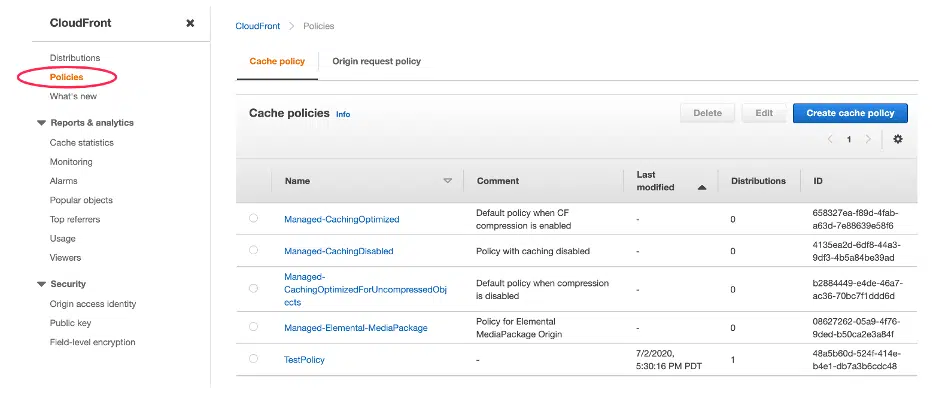 CloudFront
Distributions
Policies
What's new
Reports & analytics
Cache statistics
Monitoring
Alarms
Popular objects
Top referrers
Usage
Viewers
Security
Origin access identity
Public key
Field-level encryption
CloudFront > Policies
Cache policy Origin request policy
Cache policies Info Delete Edit Create cache policy
< 1 >
Name Comment Last modified Distributions ID
Managed-CachingOptimized
Default policy when CF
compression is enabled
-
0
658327ea-f89d-4fab-
a63d-7e88639e58f6
Managed-CachingDisabled
Policy with caching disabled
-
0
4135ea2d-6df8-44a3-
9df3-4b5a84be39ad
Managed-
CachingOptimizedForUncompressedObj
ects
Default policy when compression
is disabled
-
0
b2884449-e4de-46a7-
ac36-70bc7f1ddd6d
Managed-Elemental-MediaPackage
Policy for Elemental
MediaPackage Origin
-
0
08627262-05a9-4f76-
9ded-b50ca2e3a84f
TestPolicy
-
7/2/2020,
5:30:16 PM PDT
1
48a5b60d-524f-414e-
b4e1-db7a3b6cdc48